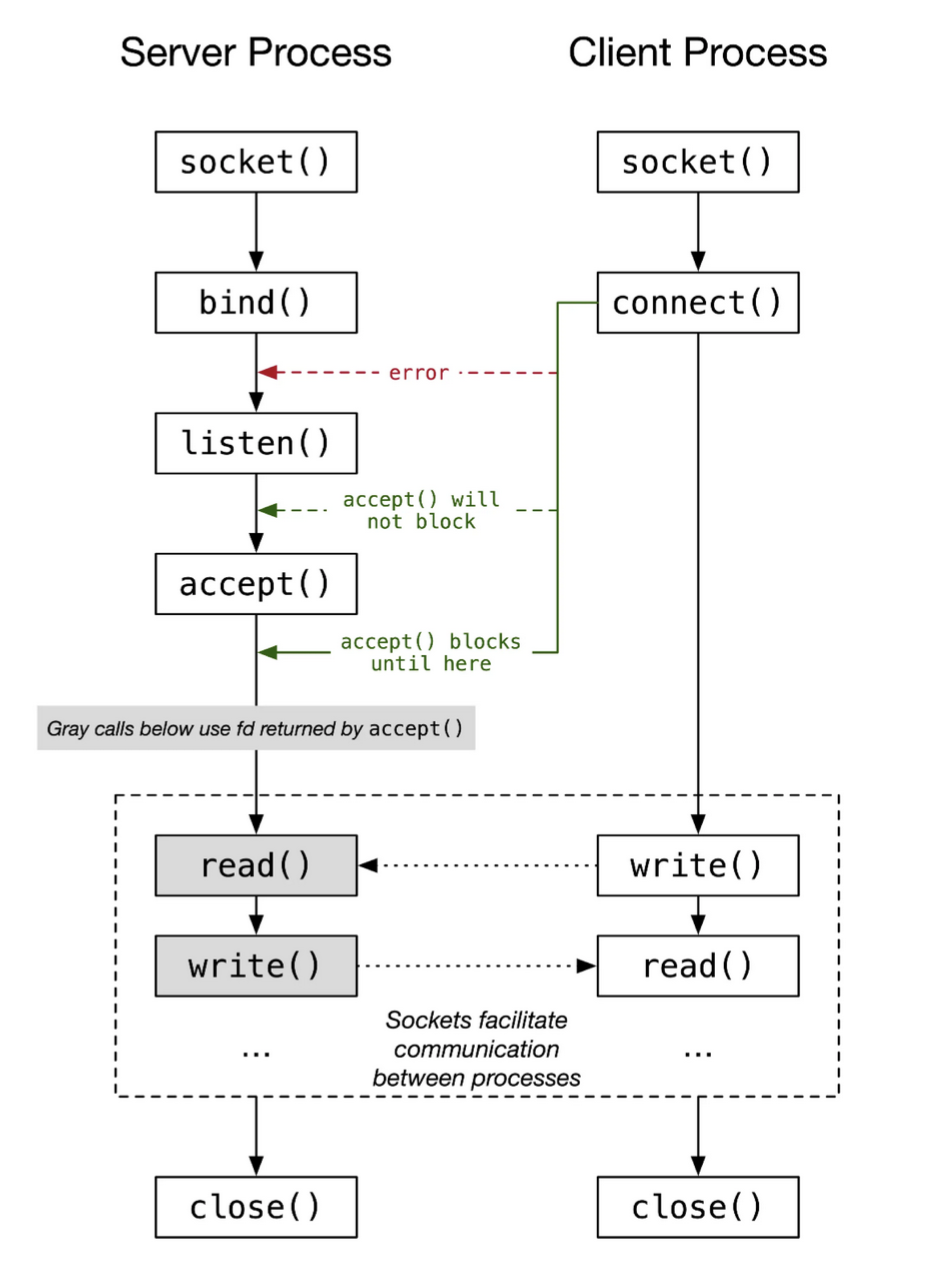 Server Process
Client Process
socket()
socket()
bind()
connect()
error
listen()
accept() will
not block
accept()
accept() blocks
until here
Gray calls below use fd returned by accept()
read()
write()
write()
read()
Sockets facilitate
communication
between processes
...
...
close()
close()